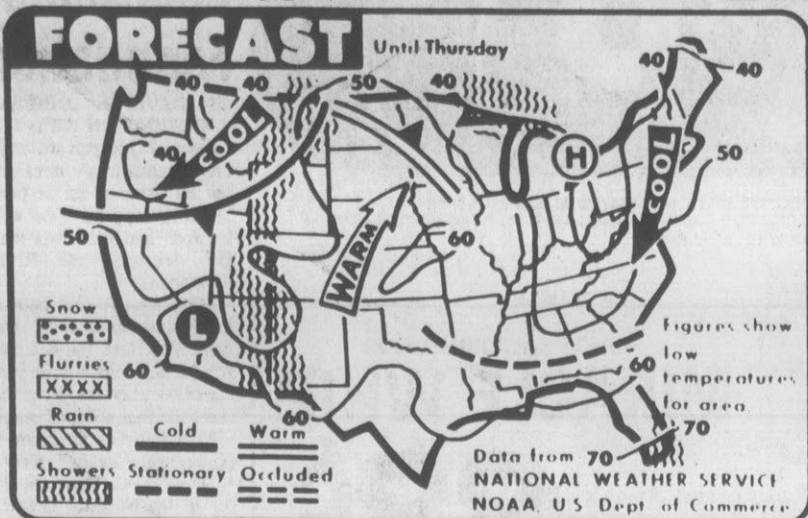 FORECAST
Until Thursday
40 40 50 40 40
COOL
40
H
COOL
50
50
60
WARM
Snow
L
Figures show
low
temperatures
for area
Flurries
60
60
60
Rain
Cold Warm
70
Showers
Stationary Occluded
Data from 70
NATIONAL WEATHER SERVICE
NOAA, U.S. Dept. of Commerce